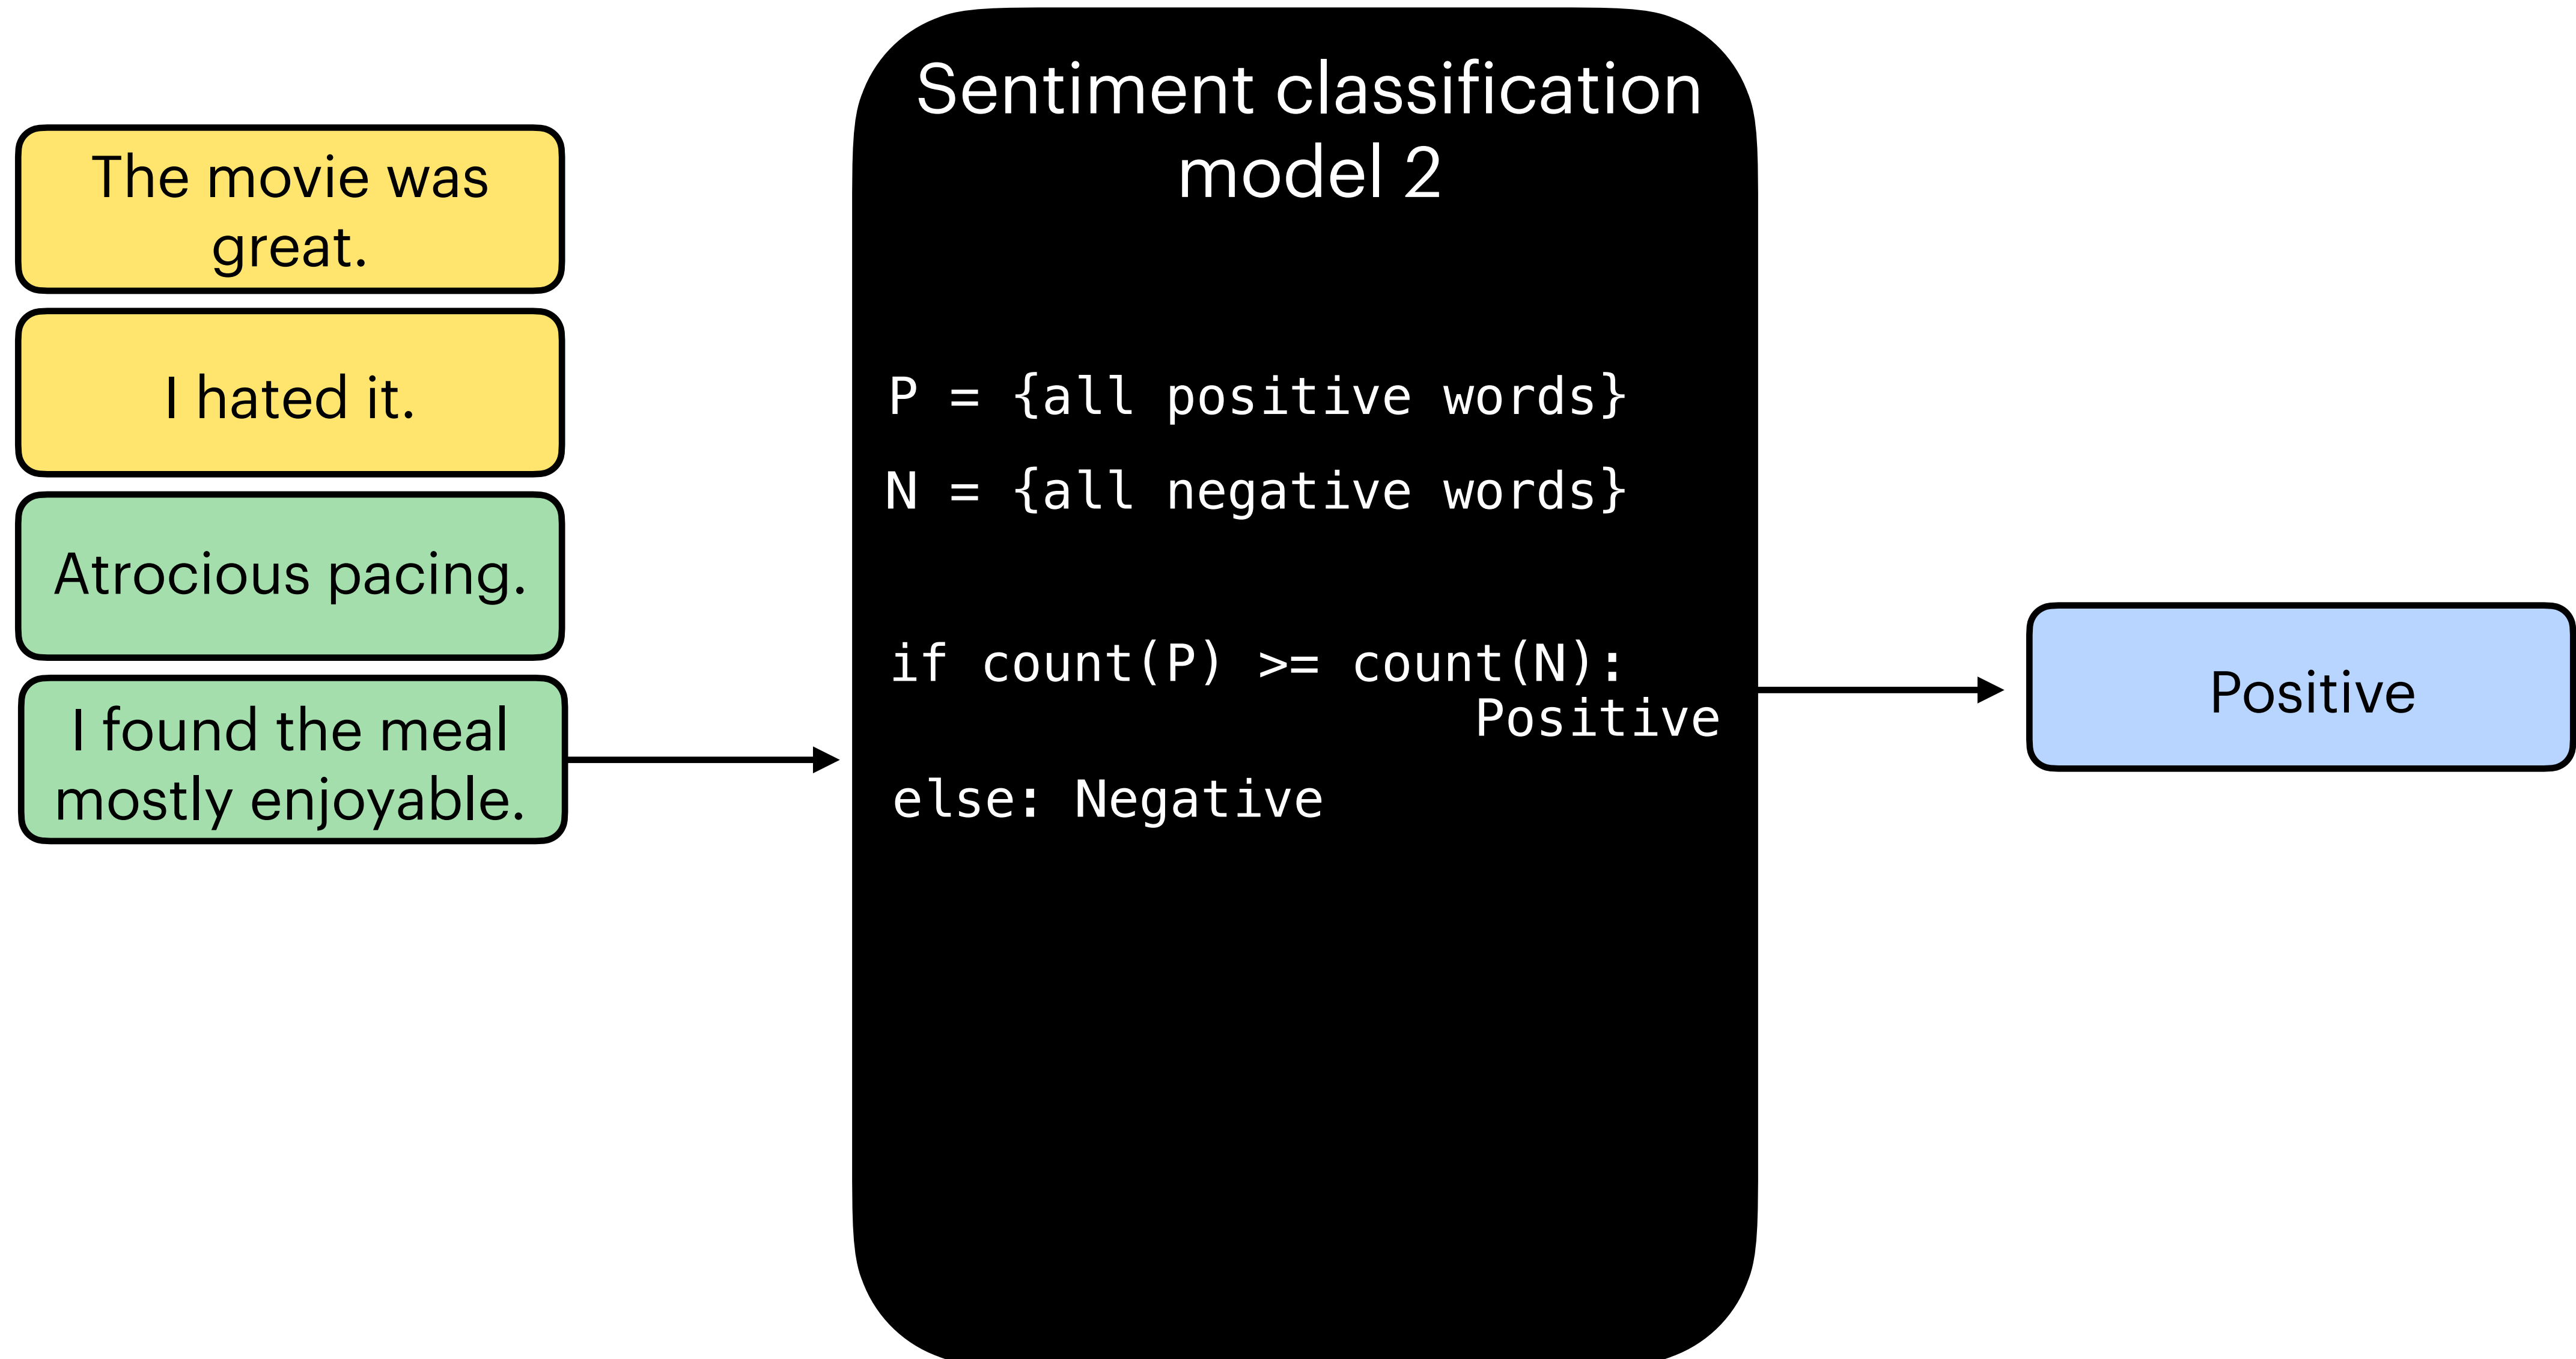 The movie was
great.
I hated it.
Atrocious pacing.
I found the meal
mostly enjoyable.
Sentiment classification
model 2
P = {all positive words}
N = {all negative words}
if count(P) >= count(N):
Positive
else: Negative
Positive